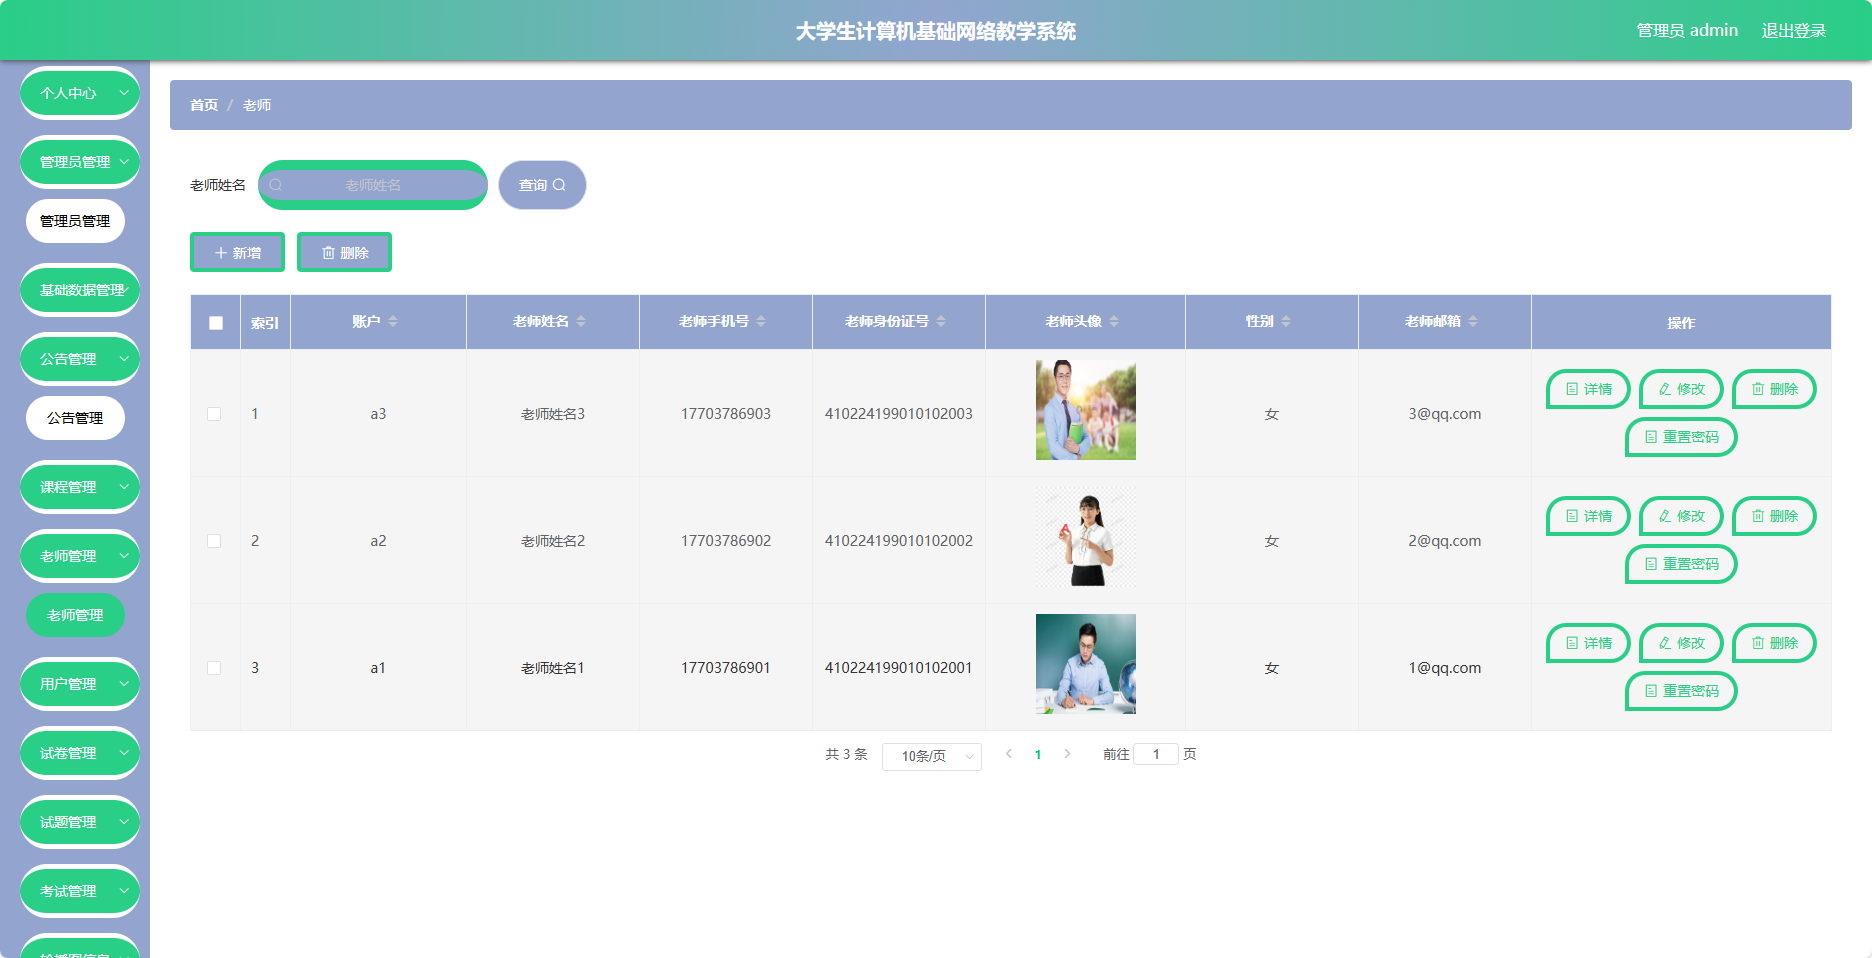 大学生计算机基础网络教学系统
管理员 admin 退出登录
个人中心
管理员管理
管理员管理
基础数据管理
公告管理
公告管理
课程管理
老师管理
老师管理
用户管理
试卷管理
试题管理
考试管理
首页 / 老师
老师姓名 老师姓名 查询
新增 删除
索引 账户 老师姓名 老师手机号 老师身份证号 老师头像 性别 老师邮箱 操作
1 a3 老师姓名3 17703786903 410224199010102003 女 3@qq.com 详情 修改 删除
重置密码
2 a2 老师姓名2 17703786902 410224199010102002 女 2@qq.com 详情 修改 删除
重置密码
3 a1 老师姓名1 17703786901 410224199010102001 女 1@qq.com 详情 修改 删除
重置密码
共 3 条 10条/页 1 前往 1 页